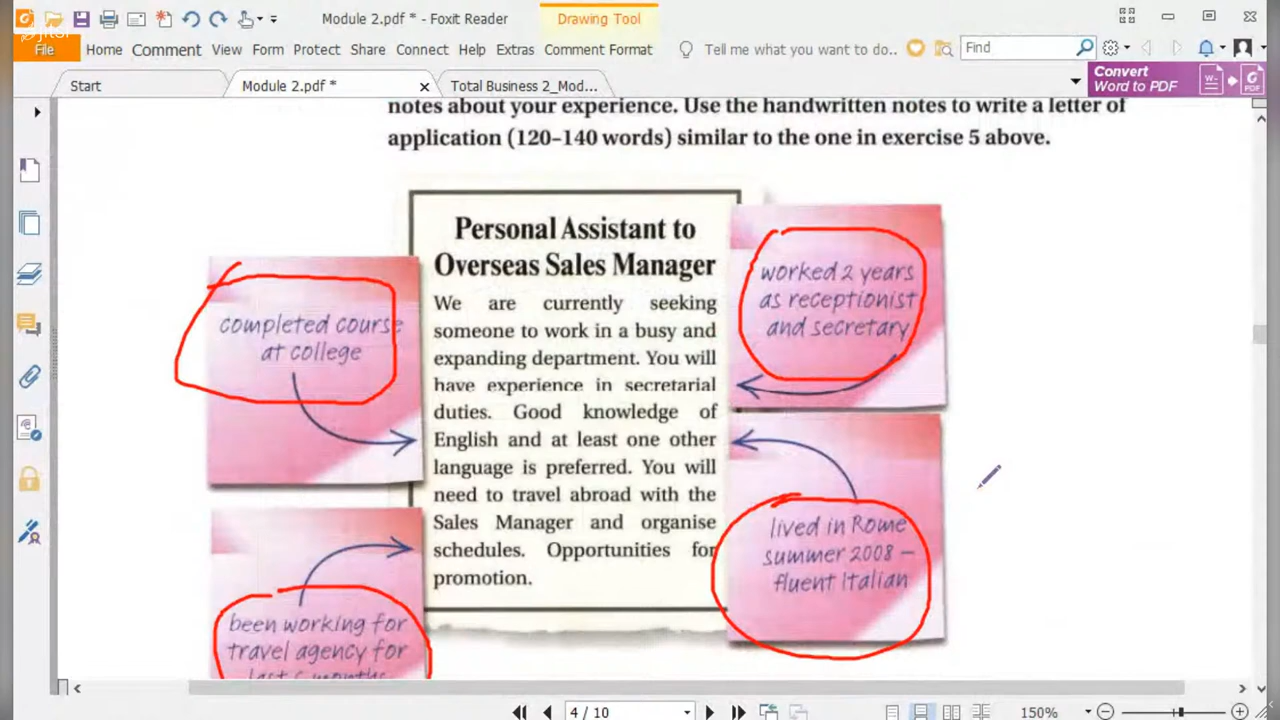 Module 2.pdf * - Foxit Reader
Drawing Tool
File
Home
Comment
View
Form
Protect
Share
Connect
Help
Extras
Comment Format
Tell me what you want to do..
Find
Start
Module 2.pdf *
Total Business 2_Mod...
Convert
Word to PDF
notes about your experience. Use the handwritten notes to write a letter of
application (120–140 words) similar to the one in exercise 5 above.
Personal Assistant to
Overseas Sales Manager
We are currently seeking
someone to work in a busy and
expanding department. You will
have experience in secretarial
duties. Good knowledge of
English and at least one other
language is preferred. You will
need to travel abroad with the
Sales Manager and organise
schedules. Opportunities for
promotion.
completed course
at college
been working for
travel agency for
last 6 months
worked 2 years
as receptionist
and secretary
lived in Rome
summer 2008 –
fluent Italian
4 / 10
150%